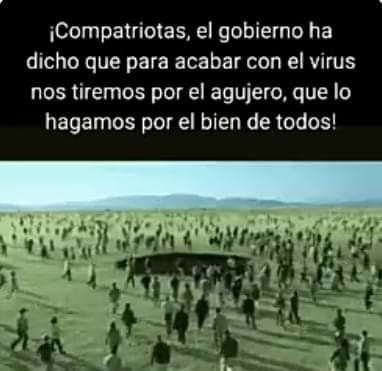 ¡Compatriotas, el gobierno ha
dicho que para acabar con el virus
nos tiremos por el agujero, que lo
hagamos por el bien de todos!